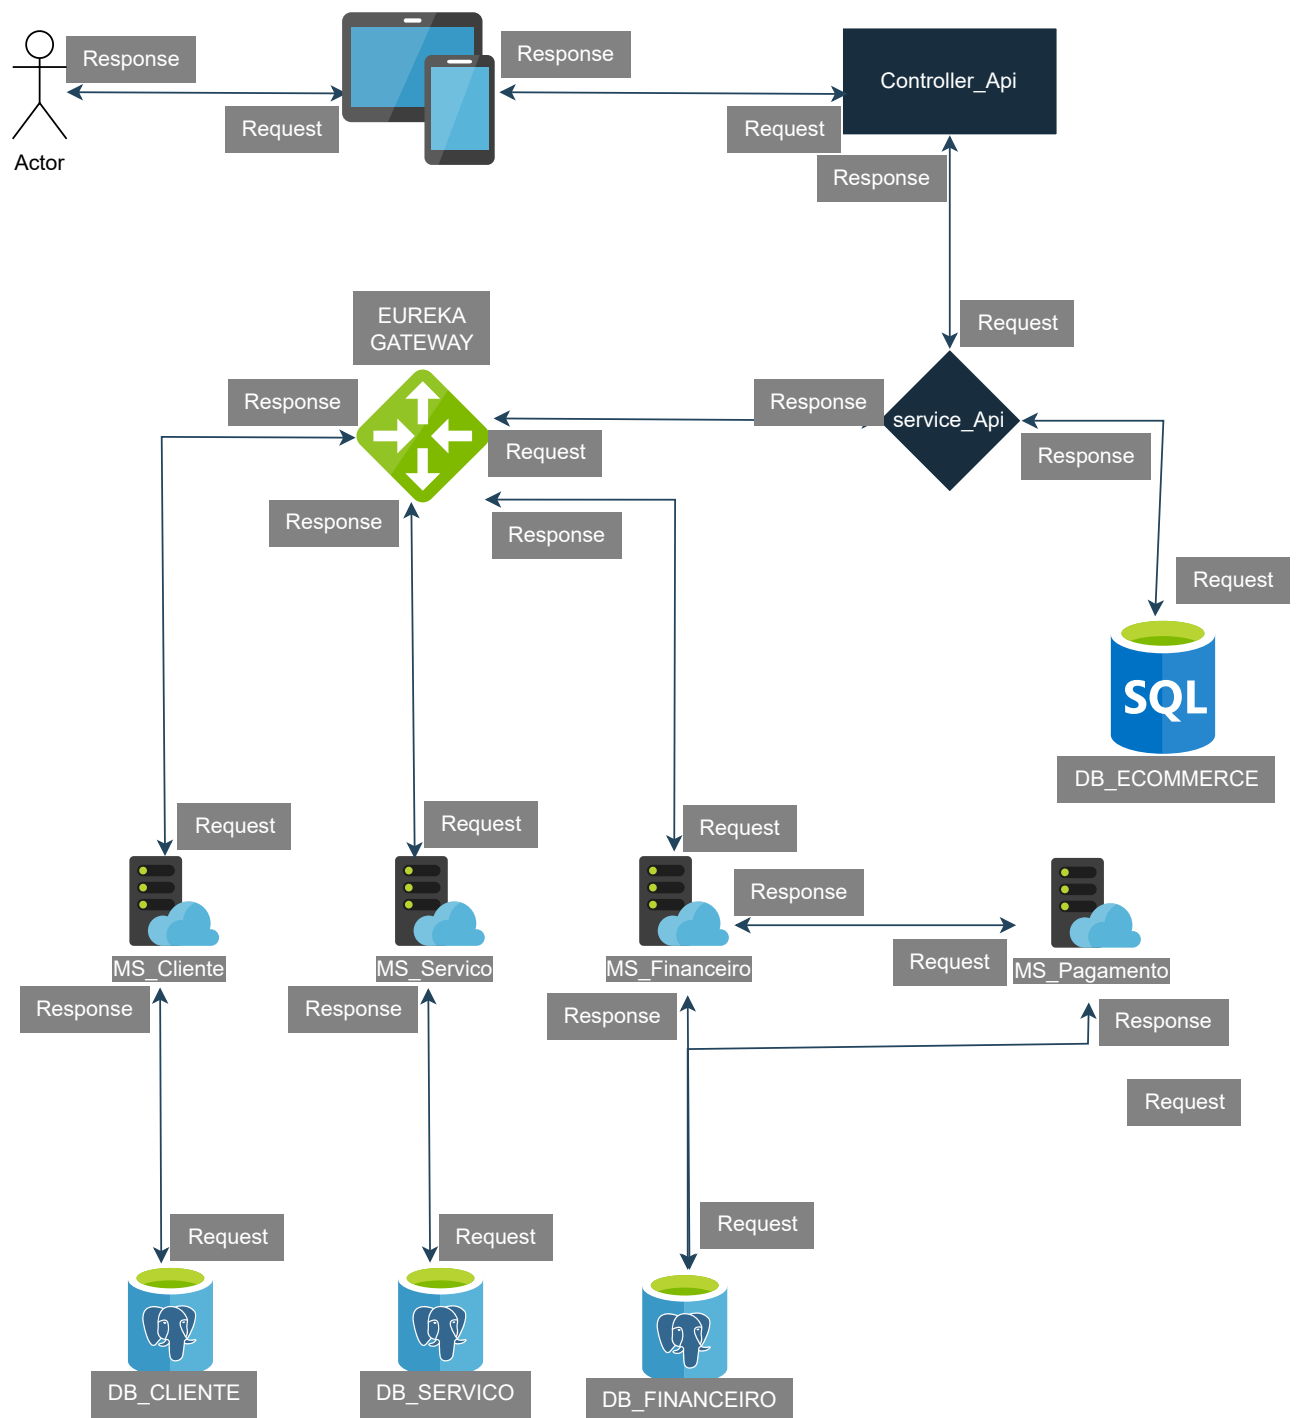 Response
Response
Controller_Api
Request
Request
Actor
Response
EUREKA
GATEWAY
Request
Response
Response
service_Api
Request
Response
Response
Response
Request
SQL
DB_ECOMMERCE
Request
Request
Request
Response
MS_Cliente
MS_Servico
MS_Financeiro
Request
MS_Pagamento
Response
Response
Response
Response
Request
Request
Request
Request
DB_CLIENTE
DB_SERVICO
DB_FINANCEIRO